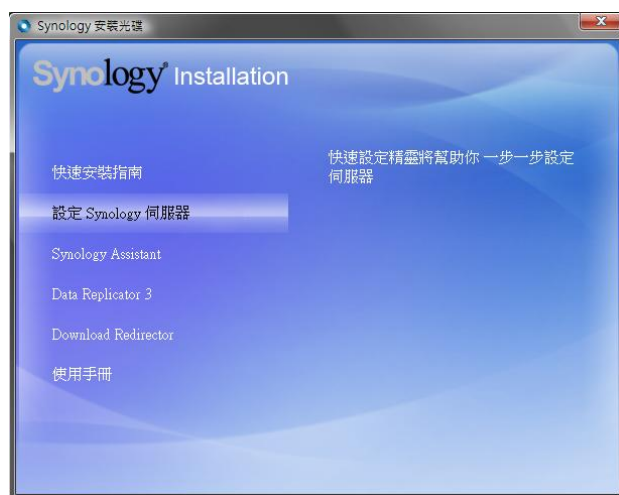 Synology 安裝光碟
Synology Installation
快速安裝指南
設定 Synology 伺服器
Synology Assistant
Data Replicator 3
Download Redirector
使用手冊
快速設定精靈將幫助你 一步一步設定
伺服器